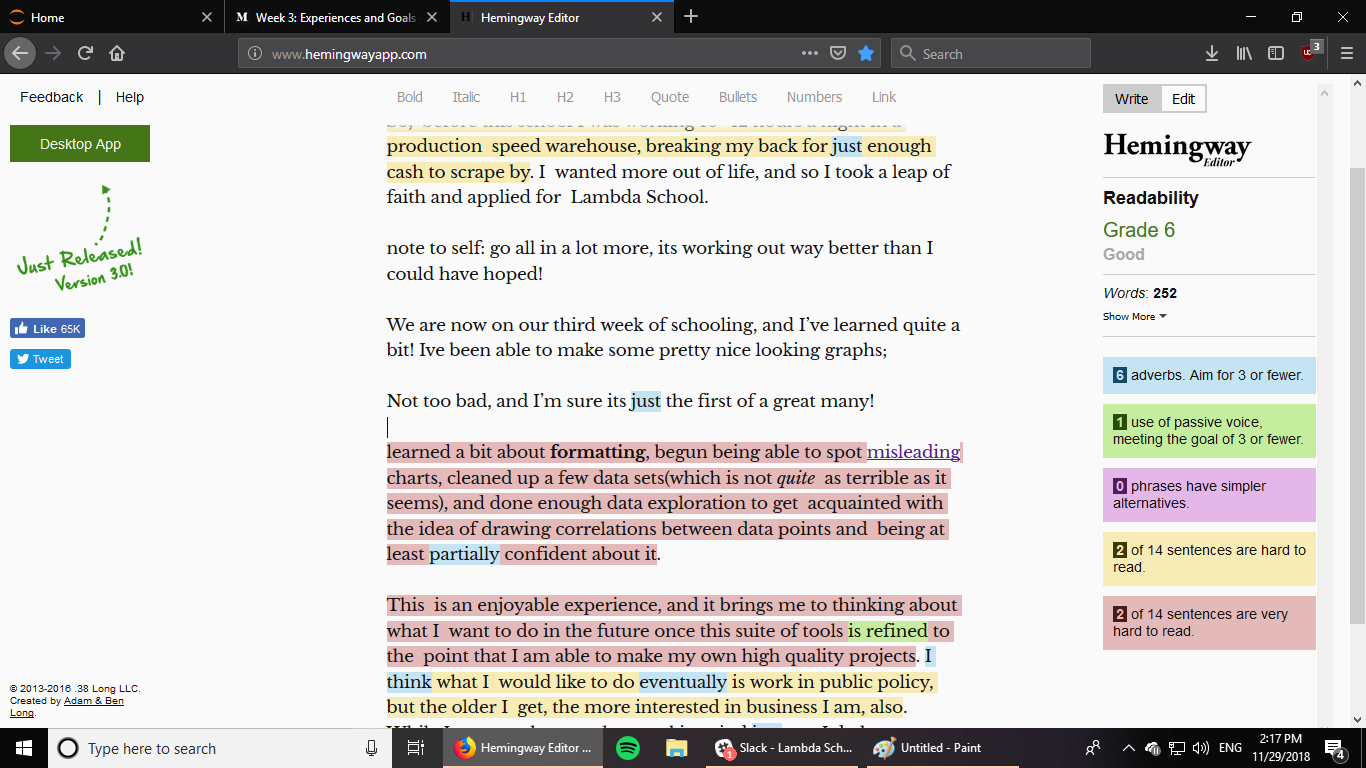 Home
M Week 3: Experiences and Goals
H Hemingway Editor
www.hemingwayapp.com
Search
3
Feedback | Help
Bold Italic H1 H2 H3 Quote Bullets Numbers Link
Write Edit
Desktop App
Just Released!
Version 3.0!
Like 65K
Tweet
© 2013-2016 .38 Long LLC.
Created by Adam & Ben
Long.
production speed warehouse, breaking my back for just enough
cash to scrape by. I wanted more out of life, and so I took a leap of
faith and applied for Lambda School.
note to self: go all in a lot more, its working out way better than I
could have hoped!
We are now on our third week of schooling, and I’ve learned quite a
bit! Ive been able to make some pretty nice looking graphs;
Not too bad, and I’m sure its just the first of a great many!
learned a bit about formatting, begun being able to spot misleading
charts, cleaned up a few data sets(which is not quite as terrible as it
seems), and done enough data exploration to get acquainted with
the idea of drawing correlations between data points and being at
least partially confident about it.
This is an enjoyable experience, and it brings me to thinking about
what I want to do in the future once this suite of tools is refined to
the point that I am able to make my own high quality projects. I
think what I would like to do eventually is work in public policy,
but the older I get, the more interested in business I am, also.
Hemingway
Editor
Readability
Grade 6
Good
Words: 252
Show More
6 adverbs. Aim for 3 or fewer.
1 use of passive voice,
meeting the goal of 3 or fewer.
0 phrases have simpler
alternatives.
2 of 14 sentences are hard to
read.
2 of 14 sentences are very
hard to read.
Type here to search
Hemingway Editor ...
1
Slack - Lambda Sch...
Untitled - Paint
ENG
2:17 PM
11/29/2018
4